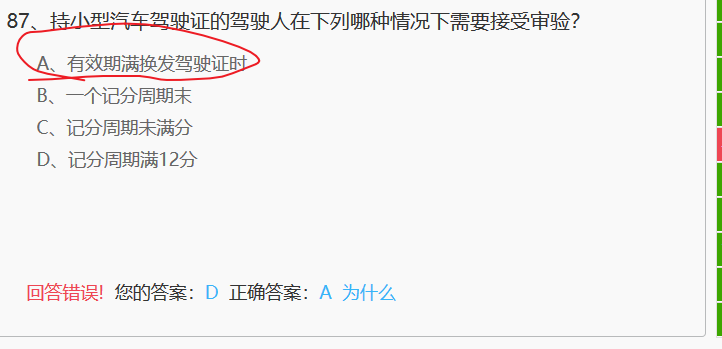 87、持小型汽车驾驶证的驾驶人在下列哪种情况下需要接受审验？
A、有效期满换发驾驶证时
B、一个记分周期末
C、记分周期未满分
D、记分周期满12分
回答错误! 您的答案：D 正确答案：A 为什么